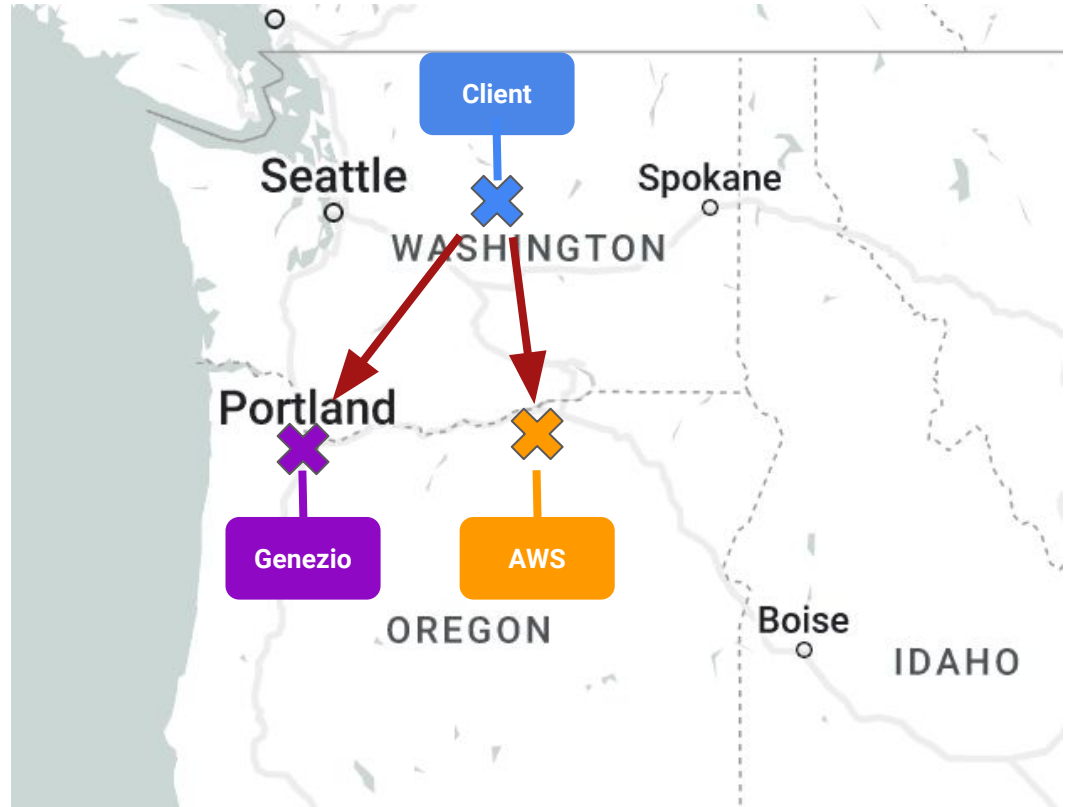 Client
Seattle
Spokane
WASHINGTON
Portland
Genezio
AWS
OREGON
Boise
IDAHO